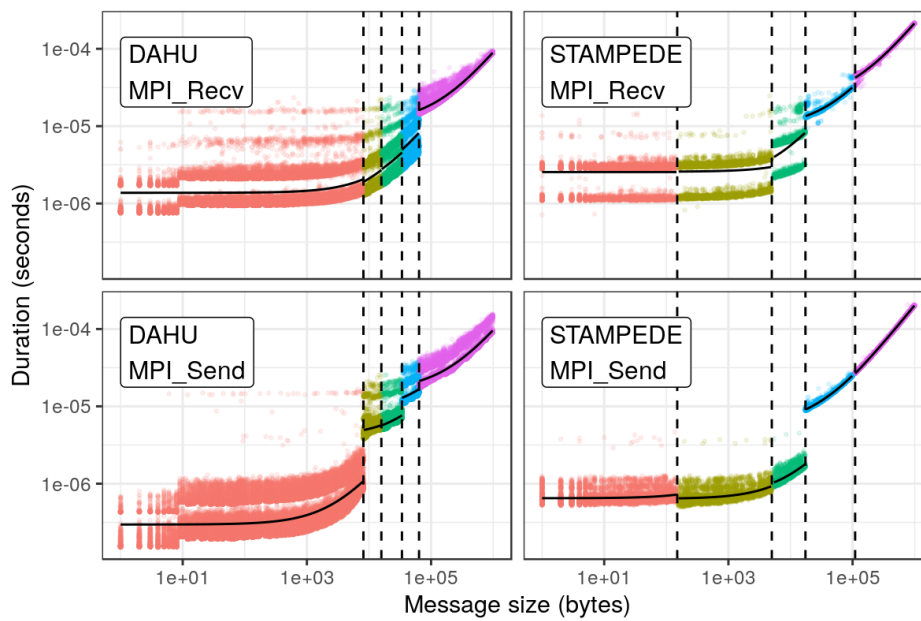 DAHU
MPI_Recv
STAMPEDE
MPI_Recv
1e-04
1e-05
1e-06
DAHU
MPI_Send
STAMPEDE
MPI_Send
1e-04
1e-05
1e-06
Duration (seconds)
1e+01 1e+03 1e+05 1e+01 1e+03 1e+05
Message size (bytes)